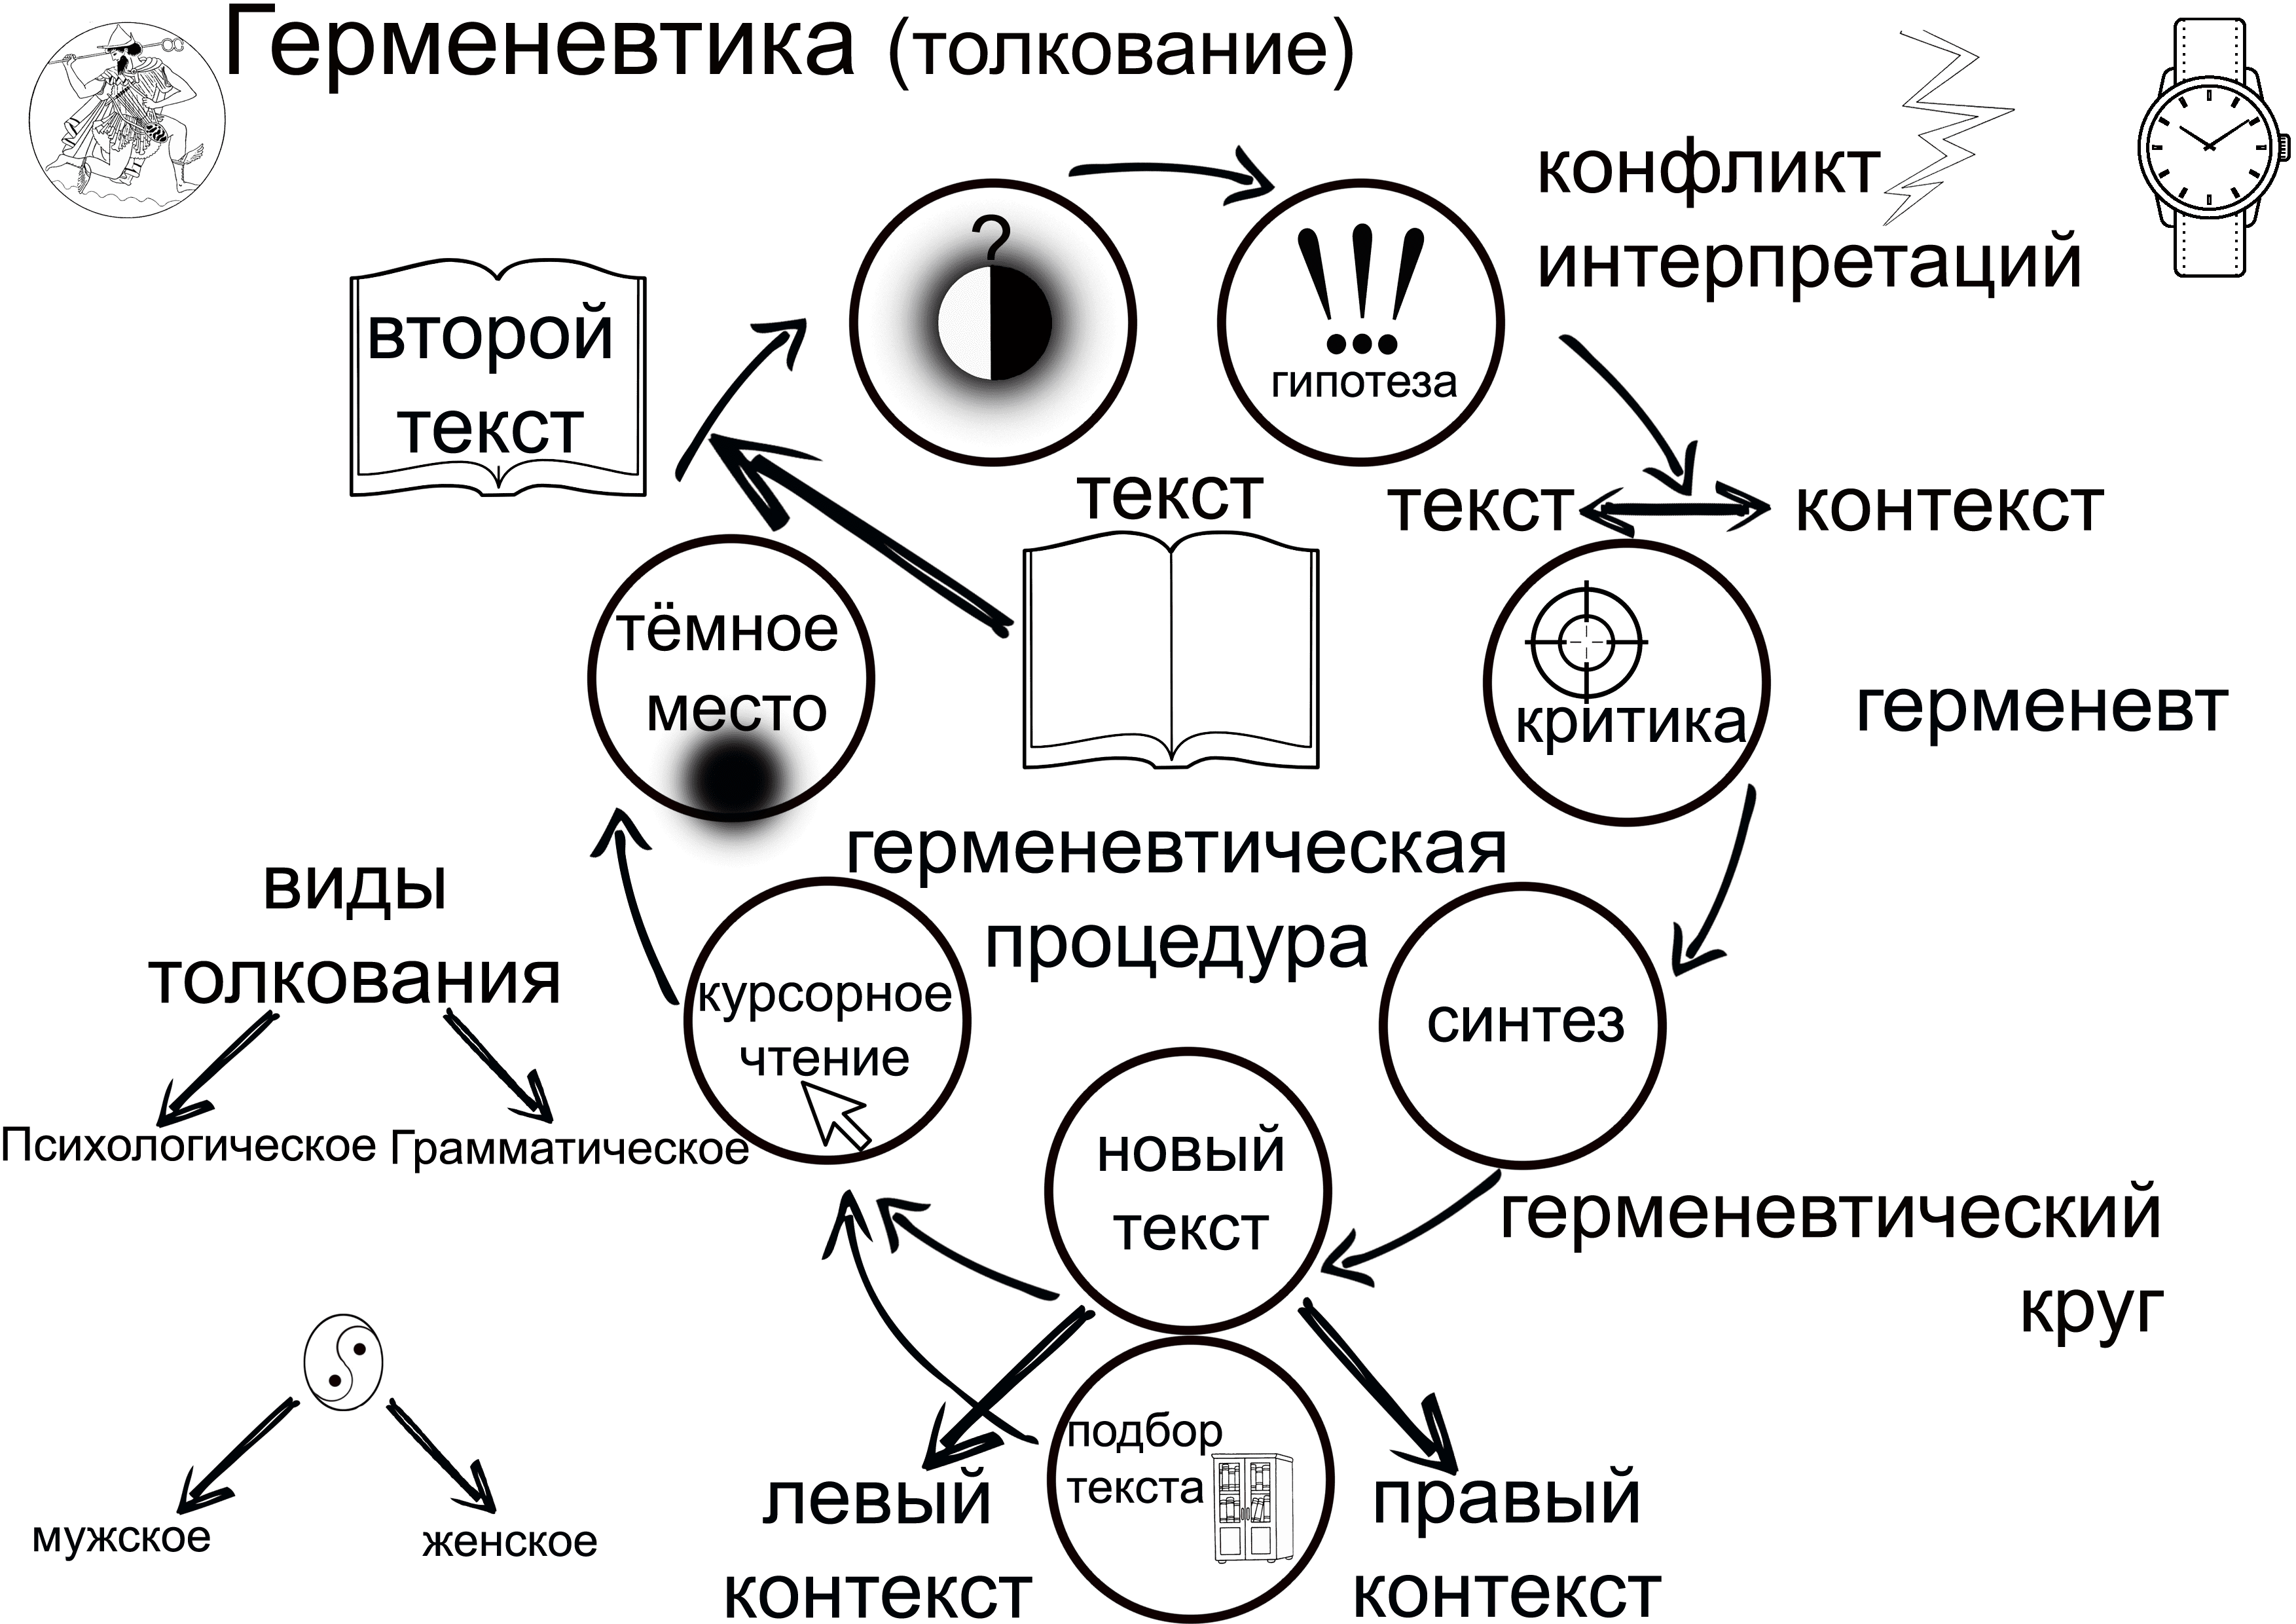 Герменевтика (толкование)
конфликт
интерпретаций
второй
текст
?
!!!
гипотеза
текст
текст
контекст
тёмное
место
критика
герменевт
герменевтическая
процедура
виды
толкования
курсорное
чтение
синтез
Психологическое
Грамматическое
новый
текст
герменевтический
круг
подбор
текста
левый
контекст
правый
контекст
мужское
женское